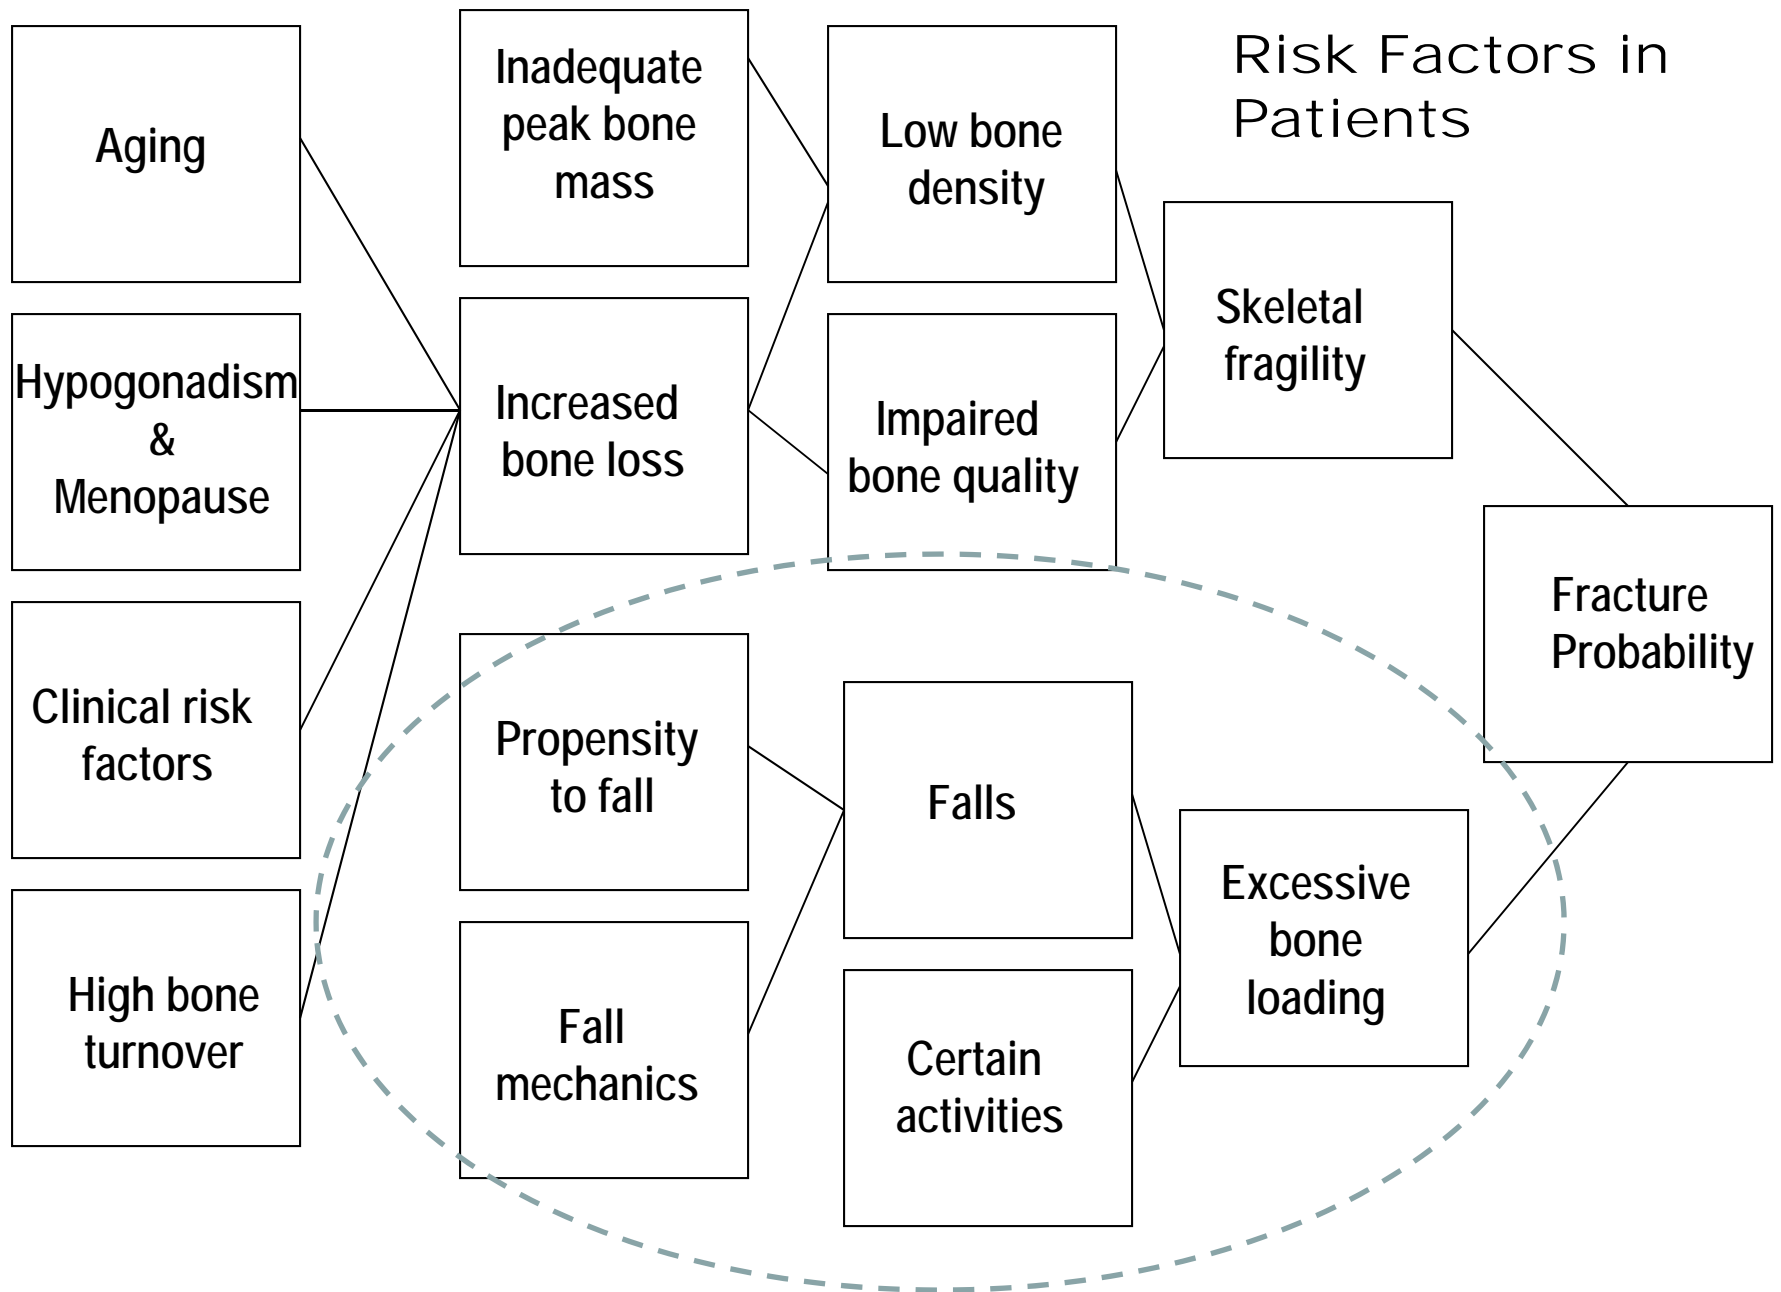 Risk Factors in
Patients
Aging
Hypogonadism
&
Menopause
Clinical risk
factors
High bone
turnover
Inadequate
peak bone
mass
Increased
bone loss
Propensity
to fall
Fall
mechanics
Low bone
density
Impaired
bone quality
Falls
Certain
activities
Skeletal
fragility
Excessive
bone
loading
Fracture
Probability